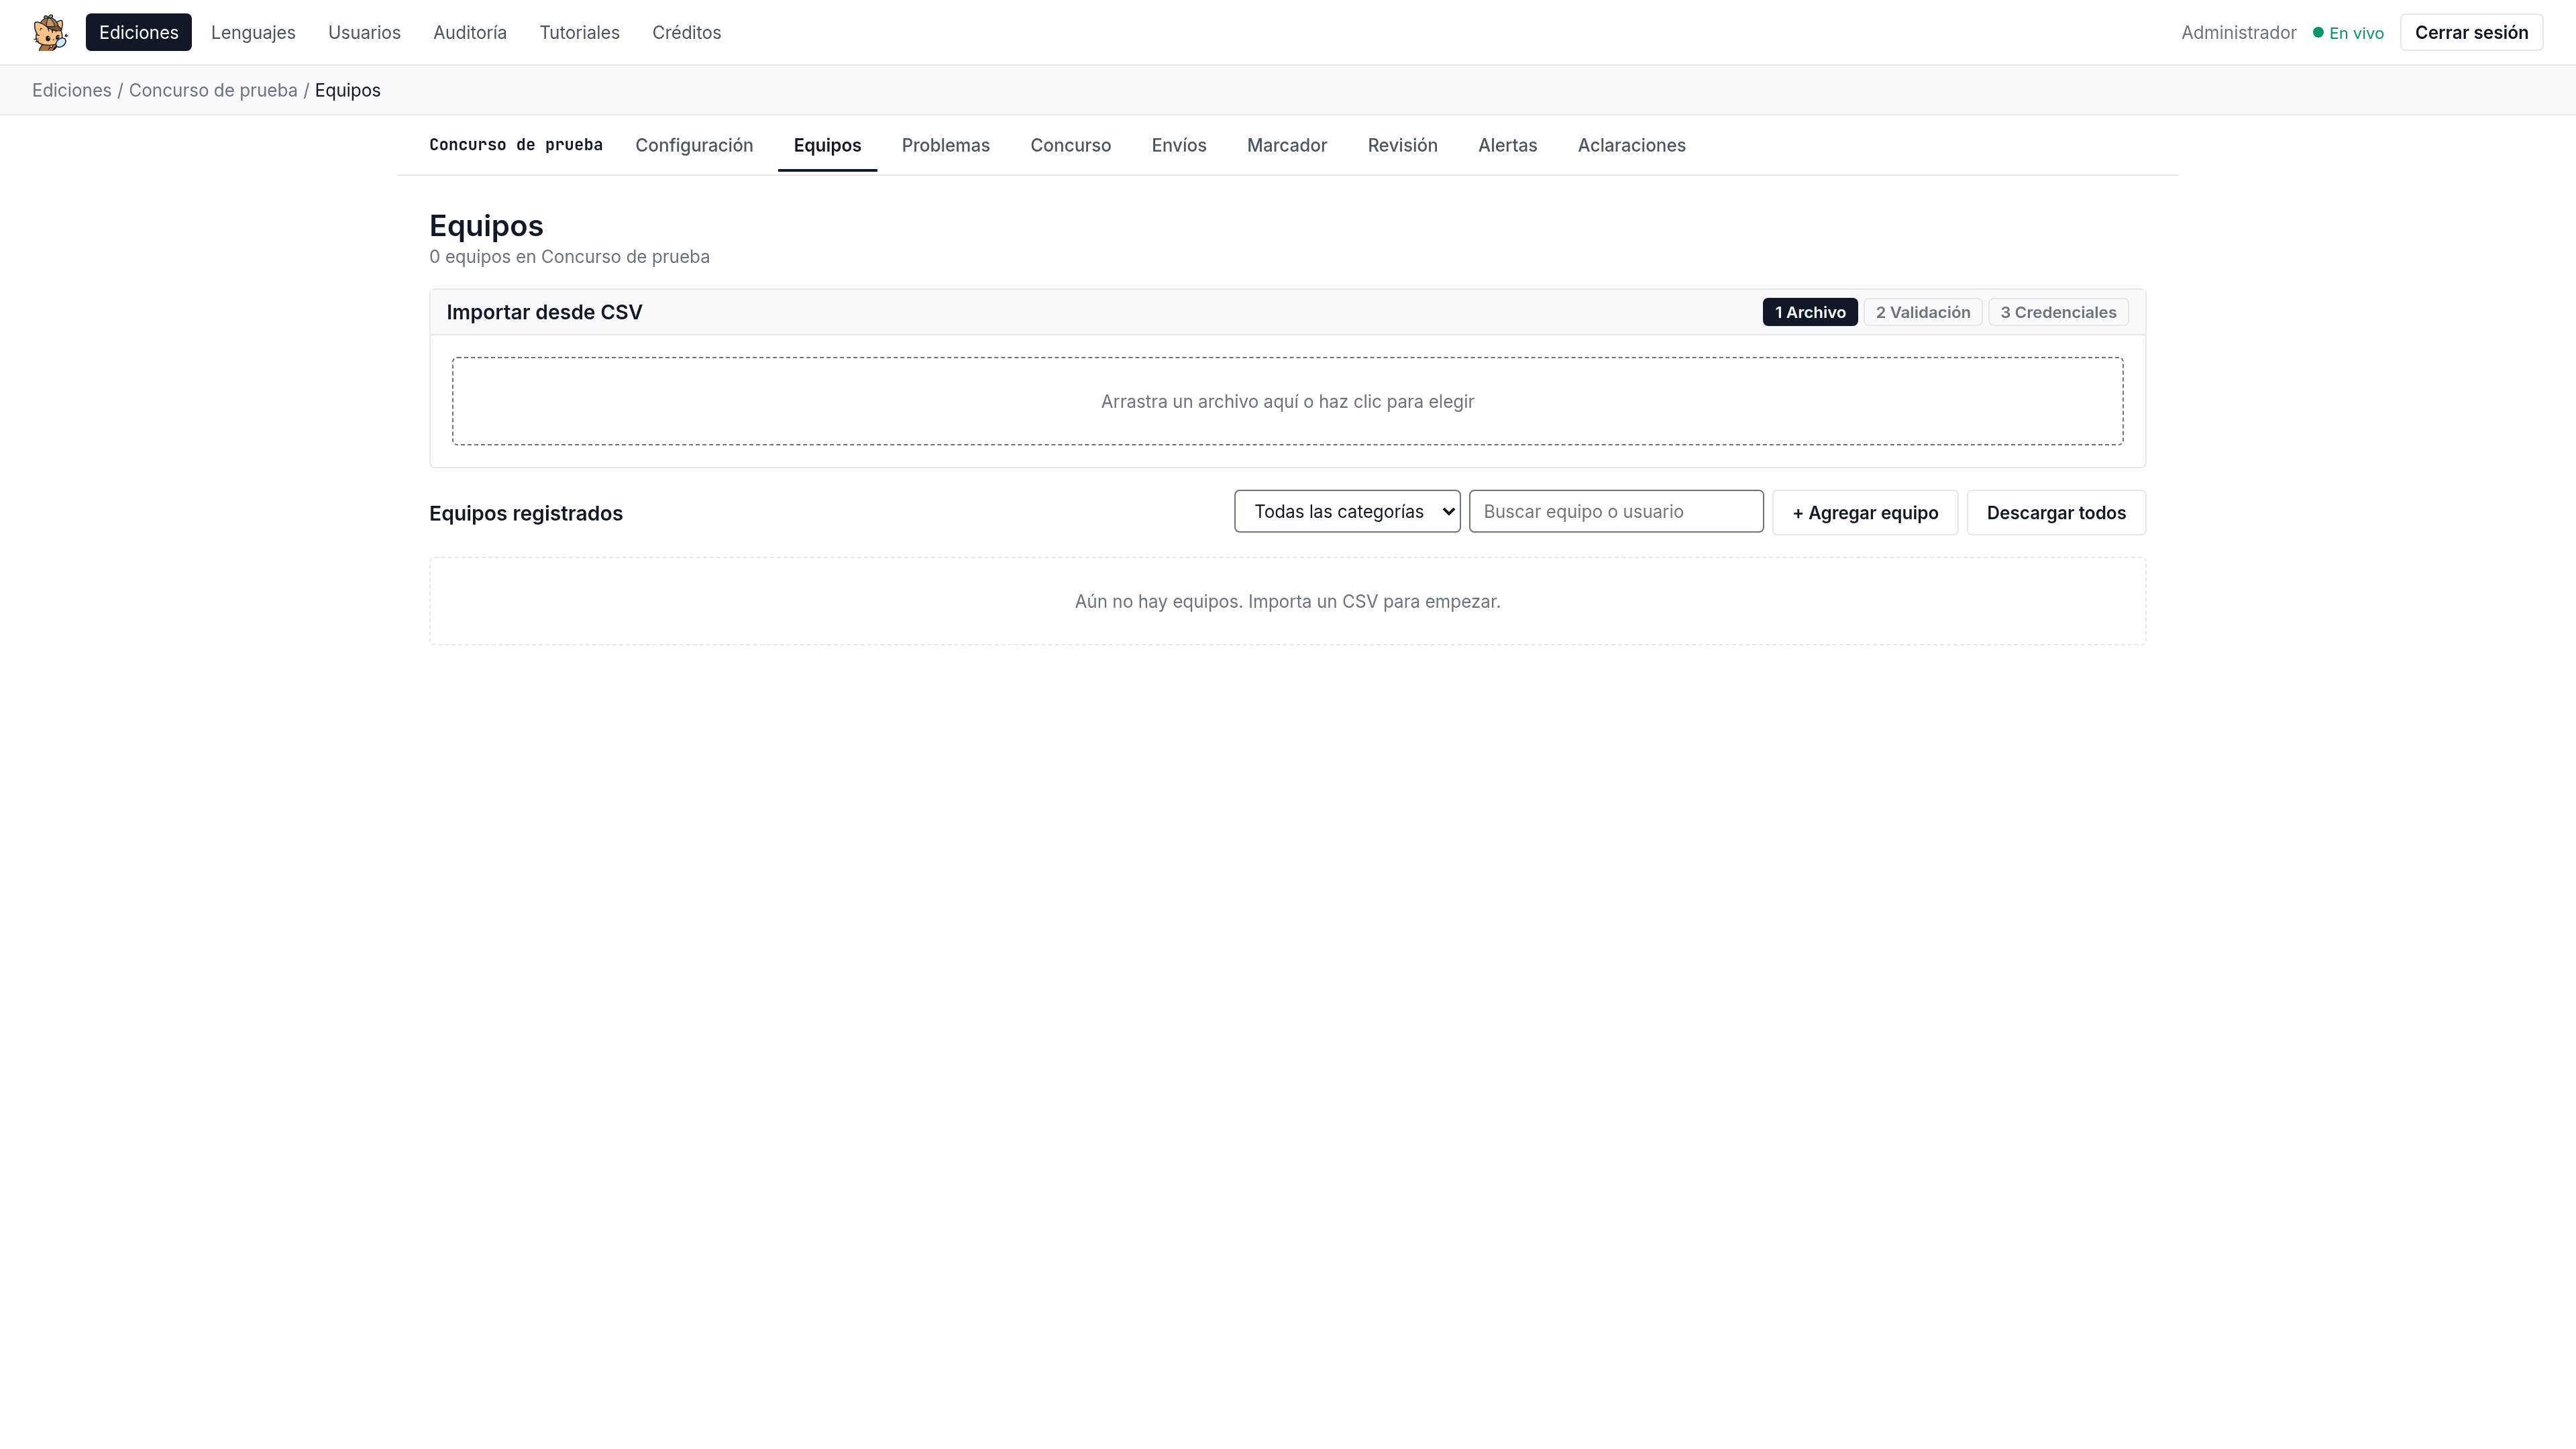 Ediciones Lenguajes Usuarios Auditoría Tutoriales Créditos Administrador En vivo Cerrar sesión
Ediciones / Concurso de prueba / Equipos
Concurso de prueba Configuración Equipos Problemas Concurso Envíos Marcador Revisión Alertas Aclaraciones
Equipos
0 equipos en Concurso de prueba
Importar desde CSV 1 Archivo 2 Validación 3 Credenciales
Arrastra un archivo aquí o haz clic para elegir
Equipos registrados Todas las categorías Buscar equipo o usuario + Agregar equipo Descargar todos
Aún no hay equipos. Importa un CSV para empezar.